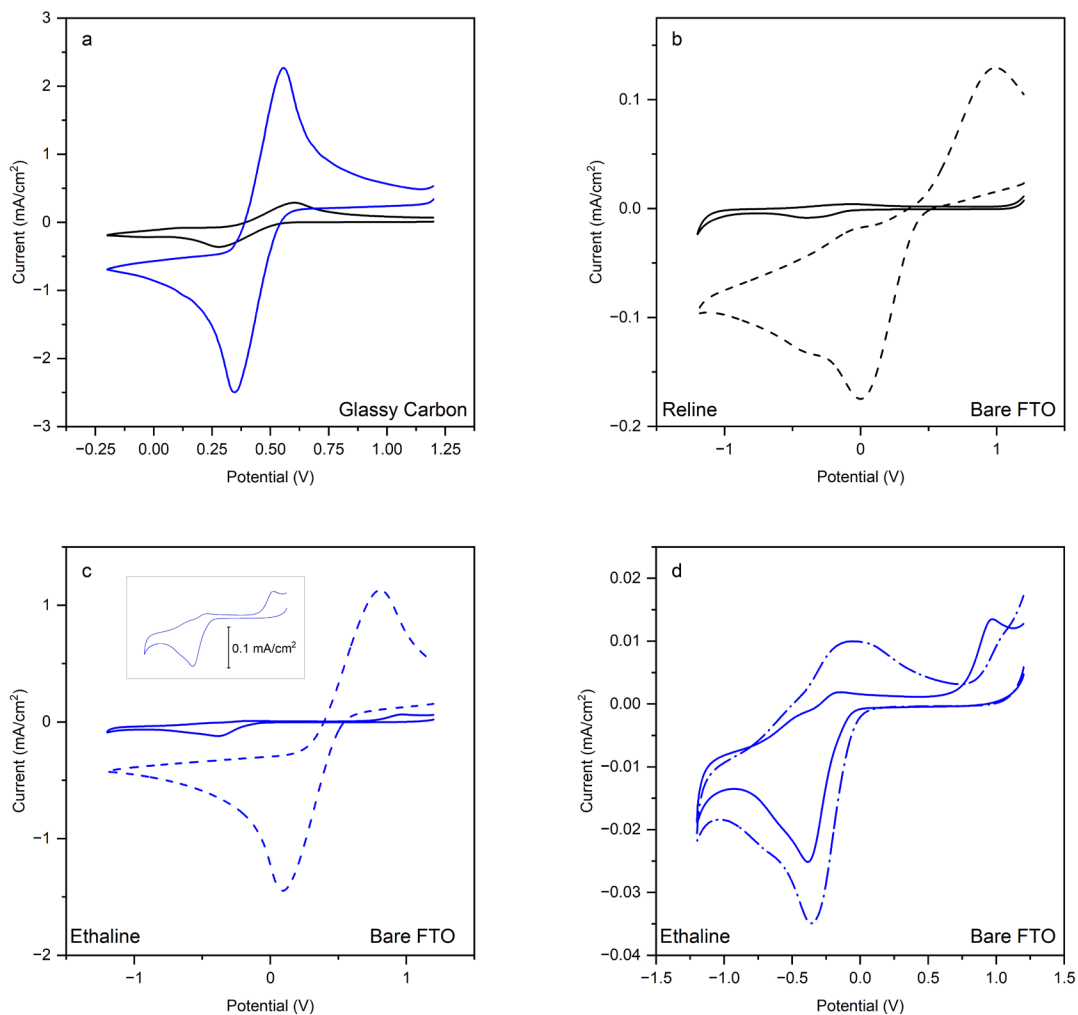 a
3
2
1
0
−1
−2
−3
Current (mA/cm2)
−0.25 0.00 0.25 0.50 0.75 1.00 1.25
Potential (V)
Glassy Carbon
b
0.1
0.0
−0.1
−0.2
Current (mA/cm2)
−1 0 1
Potential (V)
Reline Bare FTO
c
1
0
−1
−2
Current (mA/cm2)
0.1 mA/cm2
−1 0 1
Potential (V)
Ethaline Bare FTO
d
0.02
0.01
0.00
−0.01
−0.02
−0.03
−0.04
Current (mA/cm2)
−1.5 −1.0 −0.5 0.0 0.5 1.0 1.5
Potential (V)
Ethaline Bare FTO